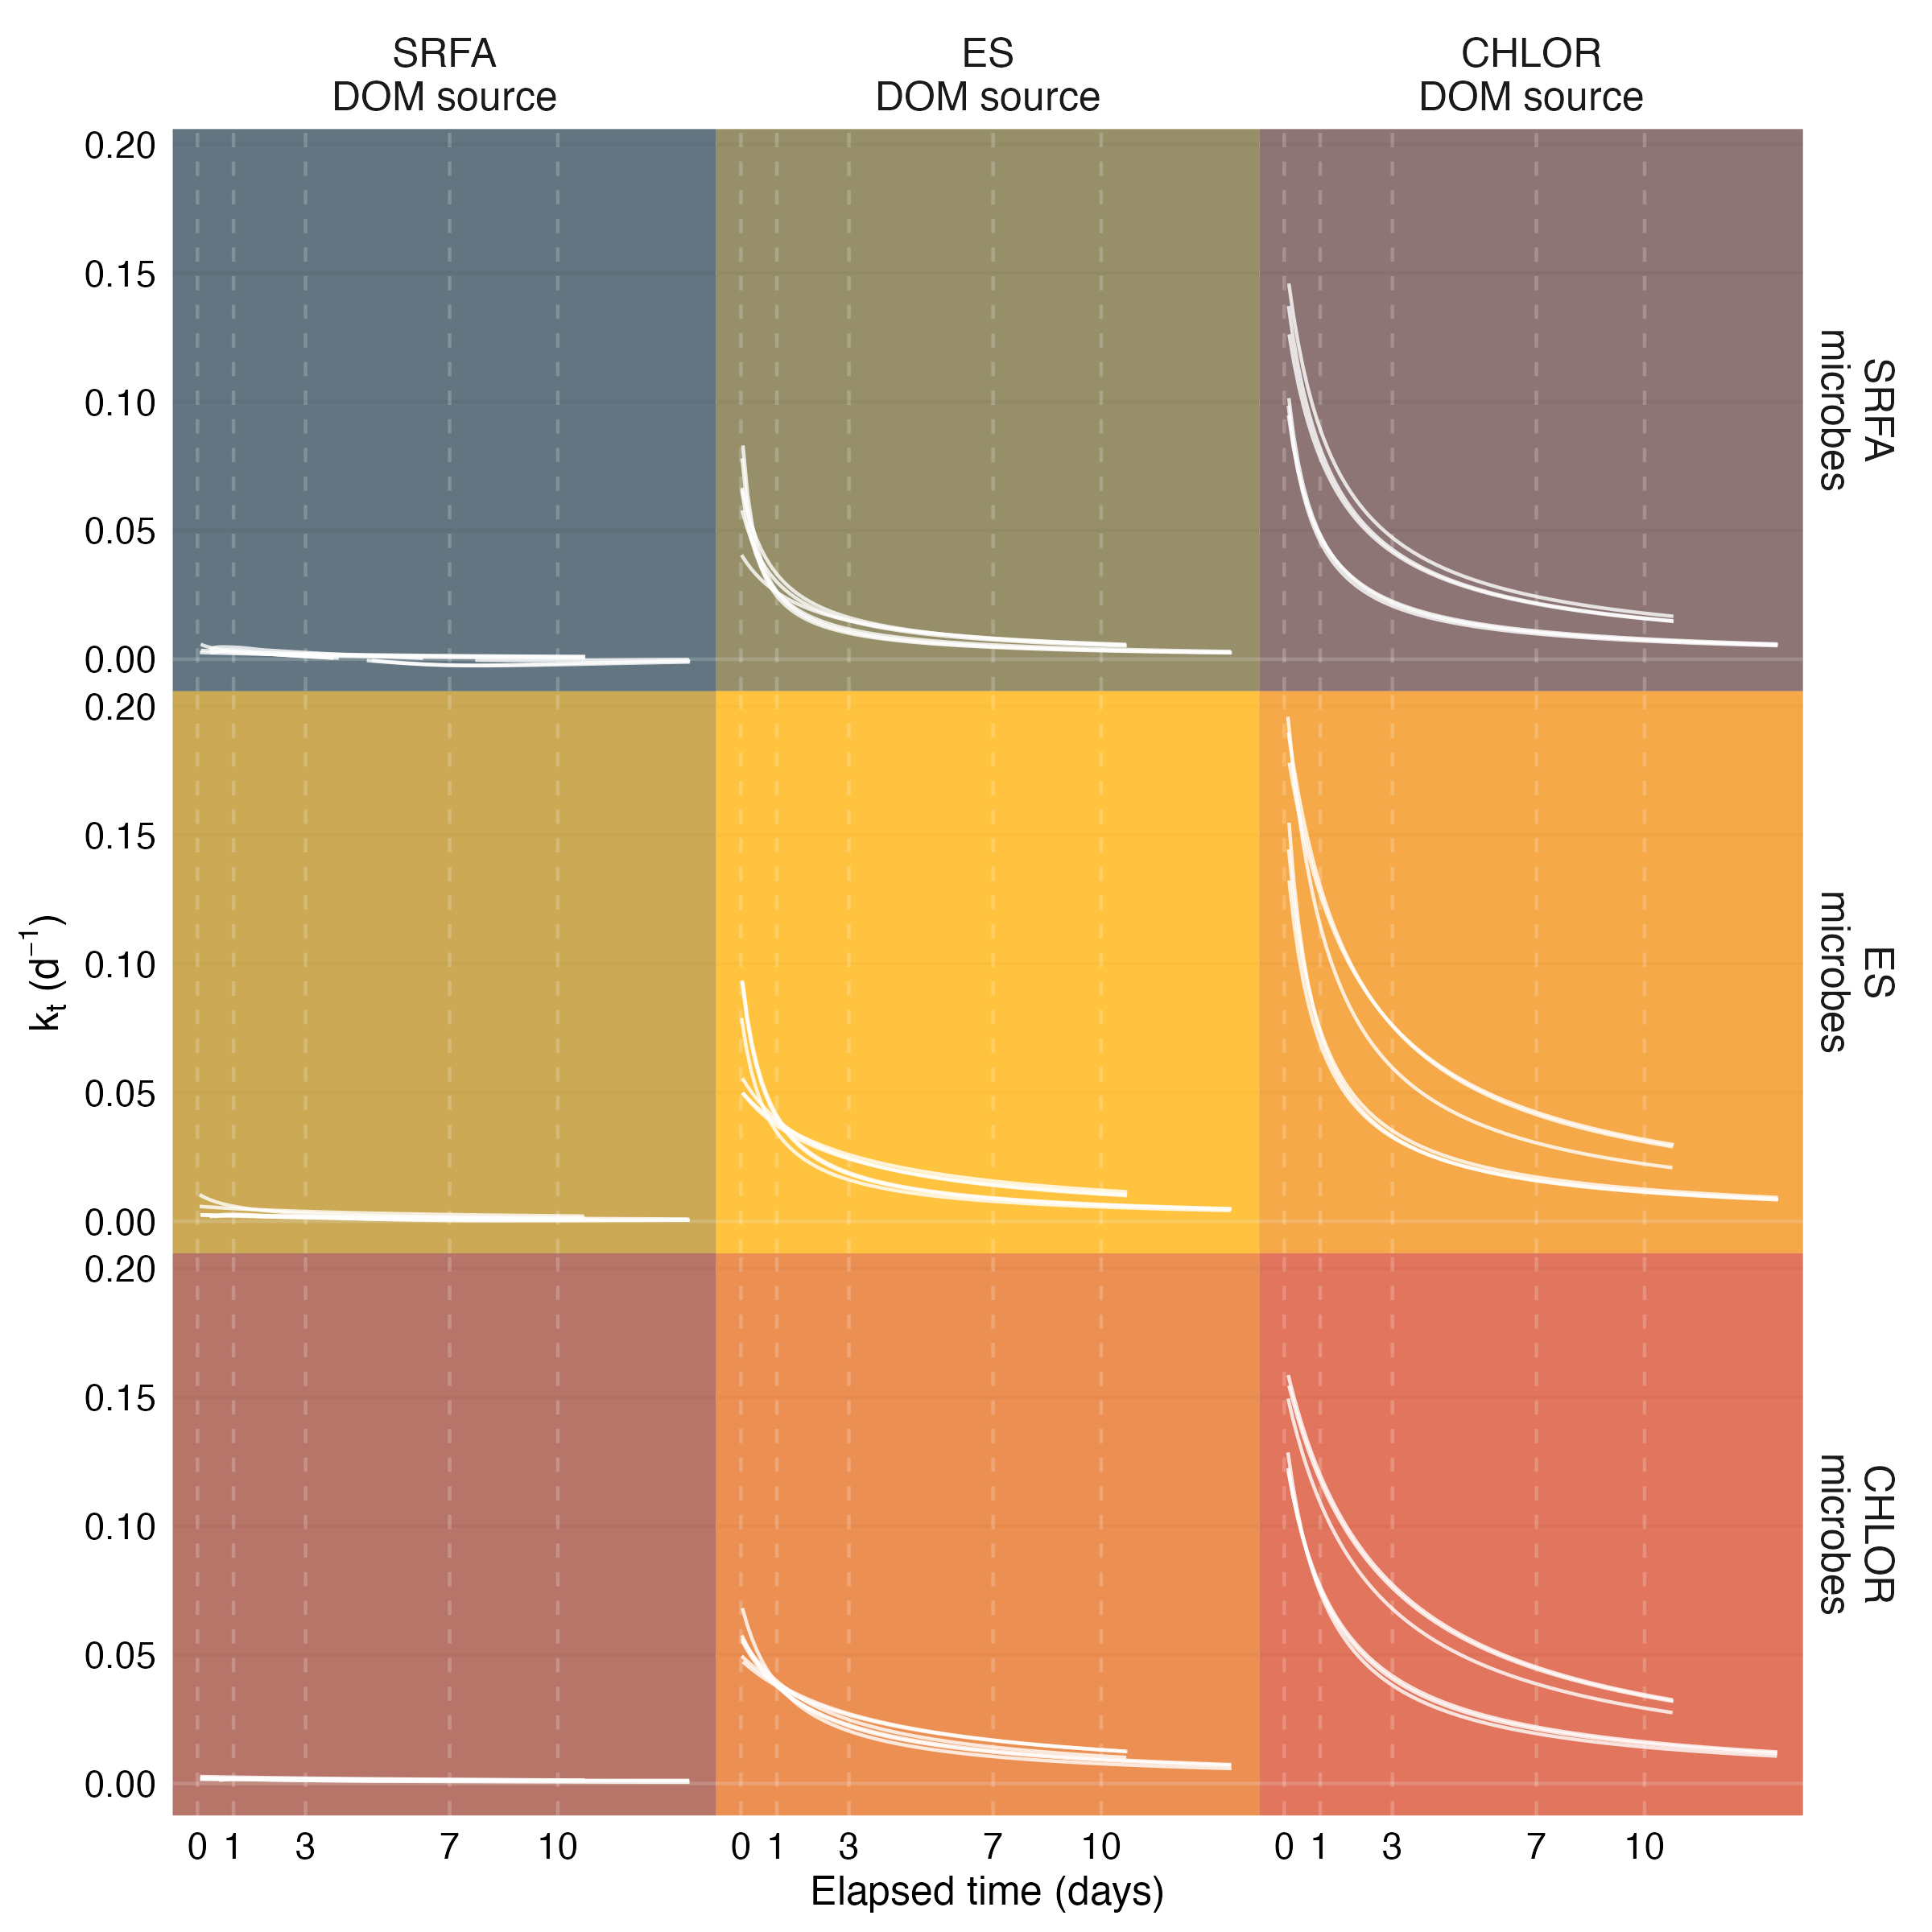 SRFA
DOM source
ES
DOM source
CHLOR
DOM source
0.20
0.15
0.10
0.05
0.00
SRFA
microbes
0.20
0.15
0.10
0.05
0.00
ES
microbes
0.20
0.15
0.10
0.05
0.00
CHLOR
microbes
kₜ (d⁻¹)
0 1 3 7 10
0 1 3 7 10
0 1 3 7 10
Elapsed time (days)